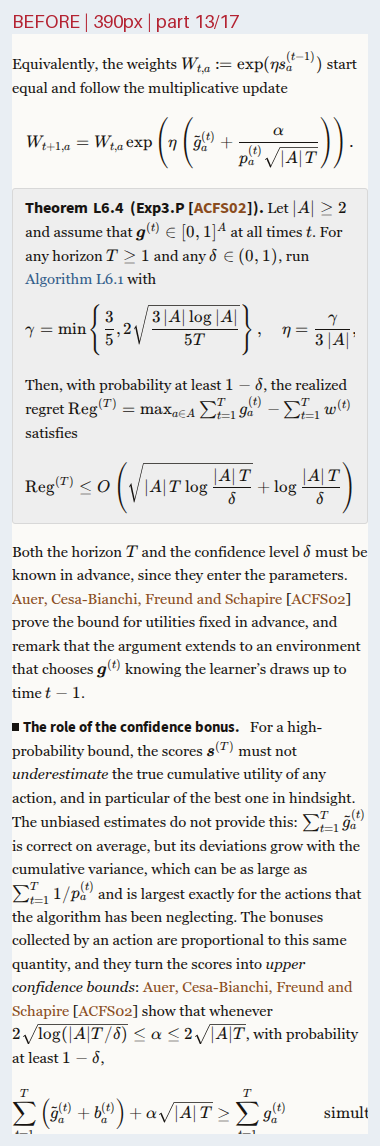 BEFORE | 390px | part 13/17
Equivalently, the weights W_{t,a} := exp(ηs_a^{(t−1)}) start
equal and follow the multiplicative update
W_{t+1,a} = W_{t,a} exp ( η ( g̃_a^{(t)} + α / (p_a^{(t)} √(|A|T)) ) ) .
Theorem L6.4 (Exp3.P [ACFS02]). Let |A| ≥ 2
and assume that g^{(t)} ∈ [0, 1]^A at all times t. For
any horizon T ≥ 1 and any δ ∈ (0, 1), run
Algorithm L6.1 with
γ = min { 3/5, 2√(3 |A| log |A| / 5T) } , η = γ / (3 |A|),
Then, with probability at least 1 − δ, the realized
regret Reg^{(T)} = max_{a∈A} ∑_{t=1}^T g_a^{(t)} − ∑_{t=1}^T w^{(t)}
satisfies
Reg^{(T)} ≤ O ( √(|A| T log (|A| T / δ)) + log (|A| T / δ) )
Both the horizon T and the confidence level δ must be
known in advance, since they enter the parameters.
Auer, Cesa-Bianchi, Freund and Schapire [ACFS02]
prove the bound for utilities fixed in advance, and
remark that the argument extends to an environment
that chooses g^{(t)} knowing the learner's draws up to
time t − 1.
■ The role of the confidence bonus. For a high-
probability bound, the scores s^{(T)} must not
underestimate the true cumulative utility of any
action, and in particular of the best one in hindsight.
The unbiased estimates do not provide this: ∑_{t=1}^T g̃_a^{(t)}
is correct on average, but its deviations grow with the
cumulative variance, which can be as large as
∑_{t=1}^T 1/p_a^{(t)} and is largest exactly for the actions that
the algorithm has been neglecting. The bonuses
collected by an action are proportional to this same
quantity, and they turn the scores into upper
confidence bounds: Auer, Cesa-Bianchi, Freund and
Schapire [ACFS02] show that whenever
2√(log(|A|T/δ)) ≤ α ≤ 2√(|A|T), with probability
at least 1 − δ,
∑_{t=1}^T ( g̃_a^{(t)} + b_a^{(t)} ) + α√(|A| T) ≥ ∑_{t=1}^T g_a^{(t)} simult